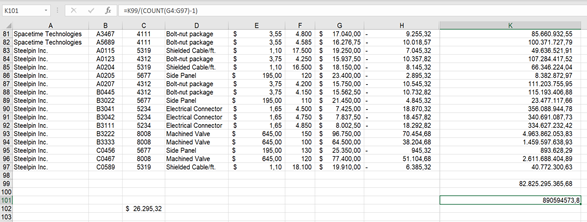 K101 =K99/(COUNT(G4:G97)-1)
A B C D E F G H K
81 Spacetime Technologies A3467 4111 Bolt-nut package $ 3,55 4.800 $ 17.040,00 - 9.255,32 85.660.932,55
82 Spacetime Technologies A5689 4111 Bolt-nut package $ 3,55 4.585 $ 16.276,75 - 10.018,57 100.371.727,79
83 Steelpin Inc. A0115 5319 Shielded Cable/ft. $ 1,10 17.500 $ 19.250,00 - 7.045,32 49.636.521,91
84 Steelpin Inc. A0123 4312 Bolt-nut package $ 3,75 4.250 $ 15.937,50 - 10.357,82 107.284.417,52
85 Steelpin Inc. A0204 5319 Shielded Cable/ft. $ 1,10 16.500 $ 18.150,00 - 8.145,32 66.346.224,04
86 Steelpin Inc. A0205 5677 Side Panel $ 195,00 120 $ 23.400,00 - 2.895,32 8.382.872,97
87 Steelpin Inc. A0207 4312 Bolt-nut package $ 3,75 4.200 $ 15.750,00 - 10.545,32 111.203.755,95
88 Steelpin Inc. B0445 4312 Bolt-nut package $ 3,75 4.150 $ 15.562,50 - 10.732,82 115.193.406,88
89 Steelpin Inc. B3022 5677 Side Panel $ 195,00 110 $ 21.450,00 - 4.845,32 23.477.117,66
90 Steelpin Inc. B3041 5234 Electrical Connector $ 1,65 4.500 $ 7.425,00 - 18.870,32 356.088.944,78
91 Steelpin Inc. B3042 5234 Electrical Connector $ 1,65 4.750 $ 7.837,50 - 18.457,82 340.691.087,73
92 Steelpin Inc. B3111 5234 Electrical Connector $ 1,65 4.850 $ 8.002,50 - 18.292,82 334.627.232,42
93 Steelpin Inc. B3222 8008 Machined Valve $ 645,00 150 $ 96.750,00 70.454,68 4.963.862.053,83
94 Steelpin Inc. B3333 8008 Machined Valve $ 645,00 100 $ 64.500,00 38.204,68 1.459.597.638,93
95 Steelpin Inc. C0456 5677 Side Panel $ 195,00 130 $ 25.350,00 - 945,32 893.628,29
96 Steelpin Inc. C0467 8008 Machined Valve $ 645,00 120 $ 77.400,00 51.104,68 2.611.688.404,89
97 Steelpin Inc. C0589 5319 Shielded Cable/ft. $ 1,10 18.100 $ 19.910,00 - 6.385,32 40.772.300,63
98
99 82.825.295.365,68
100
101 890594573,8
102 $ 26.295,32
103